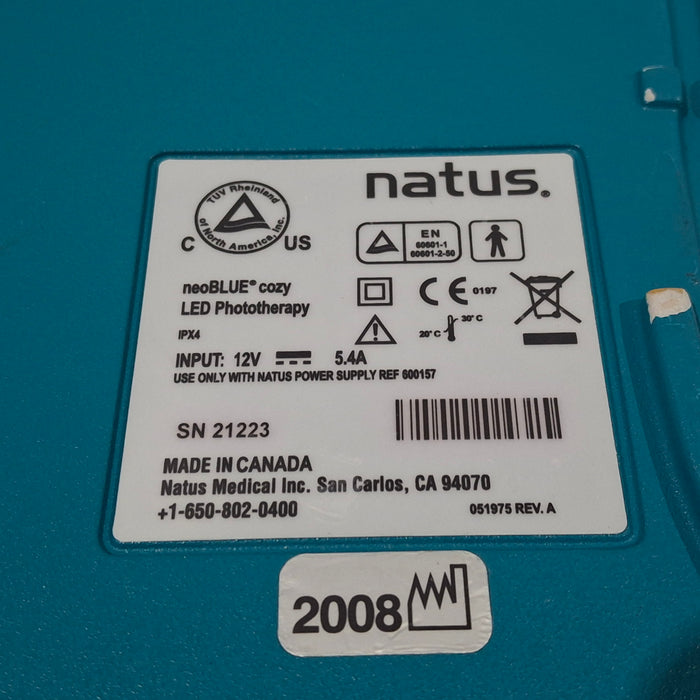 natus®
TUV Rheinland
of North America, Inc.
C US
EN
60601-1
60601-2-50
neoBLUE® cozy
LED Phototherapy
CE 0197
20°C 30°C
IPX4
INPUT: 12V 5.4A
USE ONLY WITH NATUS POWER SUPPLY REF 600157
SN 21223
MADE IN CANADA
Natus Medical Inc. San Carlos, CA 94070
+1-650-802-0400
051975 REV. A
2008